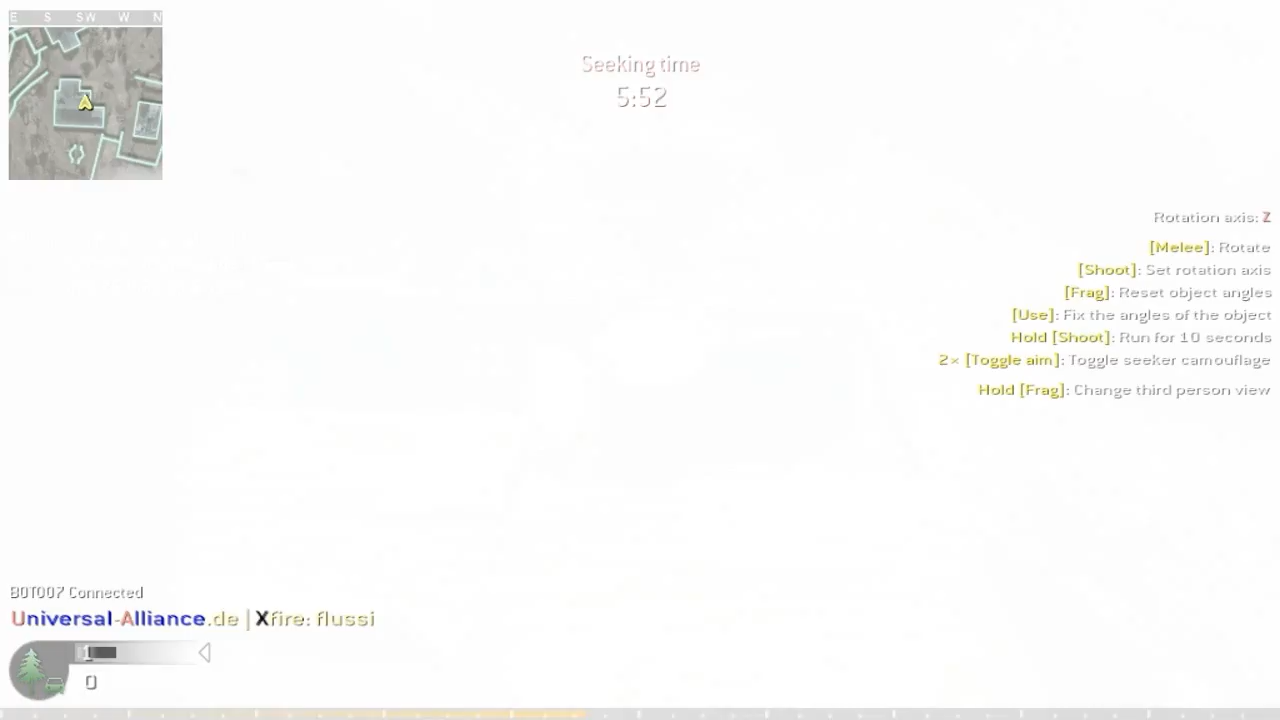 E S SW W N
Seeking time
5:52
Rotation axis: Z
[Melee]: Rotate
[Shoot]: Set rotation axis
[Frag]: Reset object angles
[Use]: Fix the angles of the object
Hold [Shoot]: Run for 10 seconds
2× [Toggle aim]: Toggle seeker camouflage
Hold [Frag]: Change third person view
BOT007 Connected
Universal-Alliance.de | Xfire: flussi
0